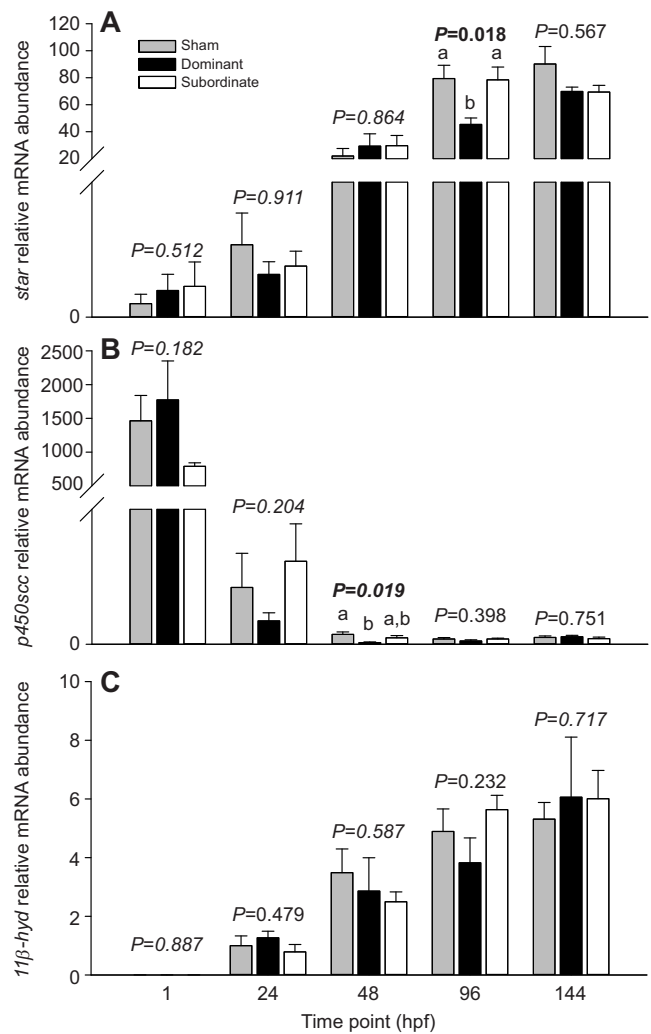 A
Sham
Dominant
Subordinate
P=0.512
P=0.911
P=0.864
P=0.018
a
b
a
P=0.567
120
100
80
60
40
20
0
star relative mRNA abundance
B
P=0.182
P=0.204
P=0.019
a
b
a,b
P=0.398
P=0.751
2500
2000
1500
1000
500
0
p450scc relative mRNA abundance
C
P=0.887
P=0.479
P=0.587
P=0.232
P=0.717
10
8
6
4
2
0
11β-hyd relative mRNA abundance
1
24
48
96
144
Time point (hpf)